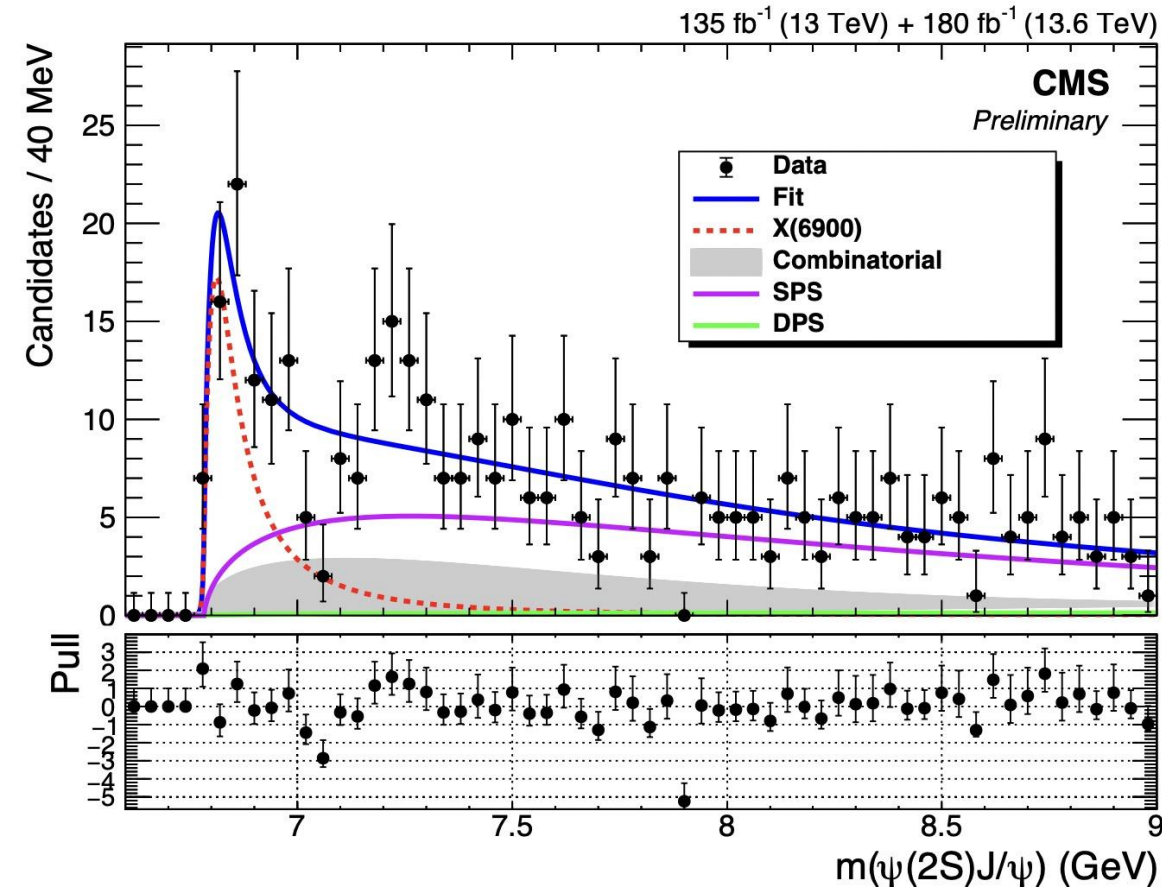 135 fb⁻¹ (13 TeV) + 180 fb⁻¹ (13.6 TeV)
CMS
Preliminary
Candidates / 40 MeV
25
20
15
10
5
0
Data
Fit
X(6900)
Combinatorial
SPS
DPS
Pull
3
2
1
0
−1
−2
−3
−4
−5
7
7.5
8
8.5
9
m(ψ(2S)J/ψ) (GeV)